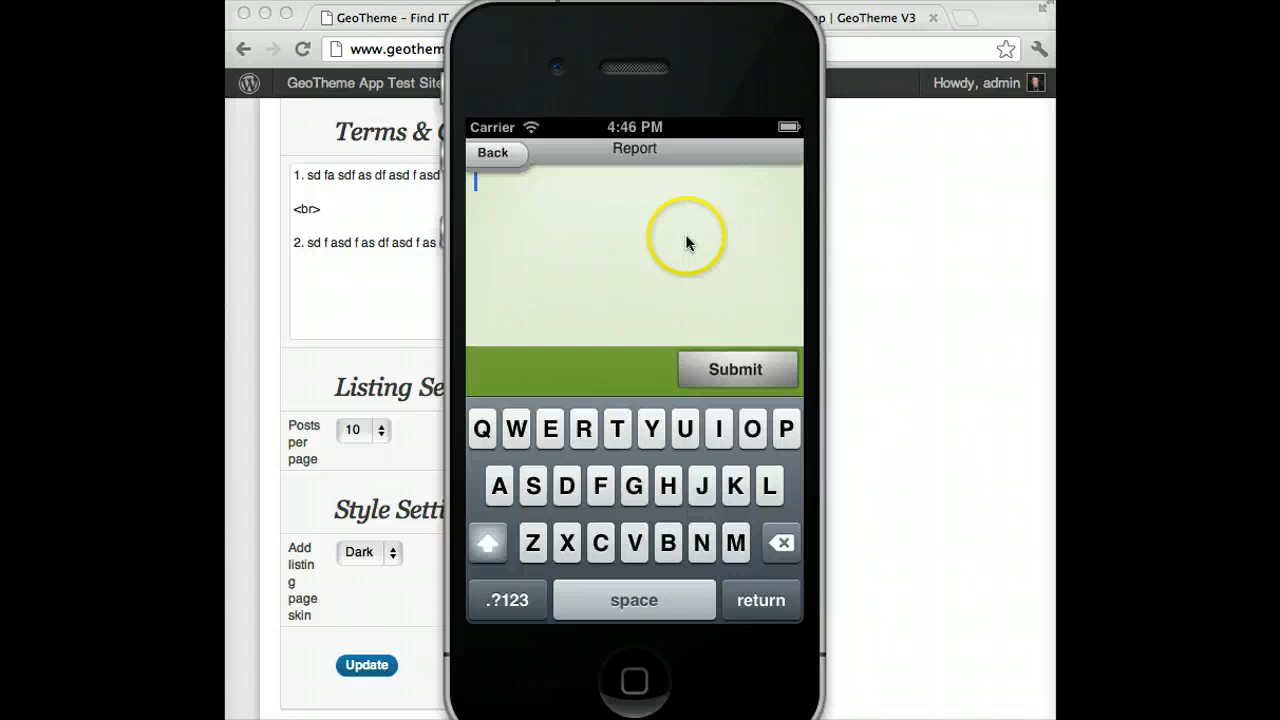 GeoTheme – Find IT.
p | GeoTheme V3
www.geothem
GeoTheme App Test Site
Howdy, admin
Terms &
1. sd fa sdf as df asd f asd
<br>
2. sd f asd f as df asd f as
Listing Se
Posts per page
10
Style Setti
Add listin g page skin
Dark
Update
Carrier
4:46 PM
Back
Report
Submit
Q W E R T Y U I O P
A S D F G H J K L
Z X C V B N M
.?123
space
return